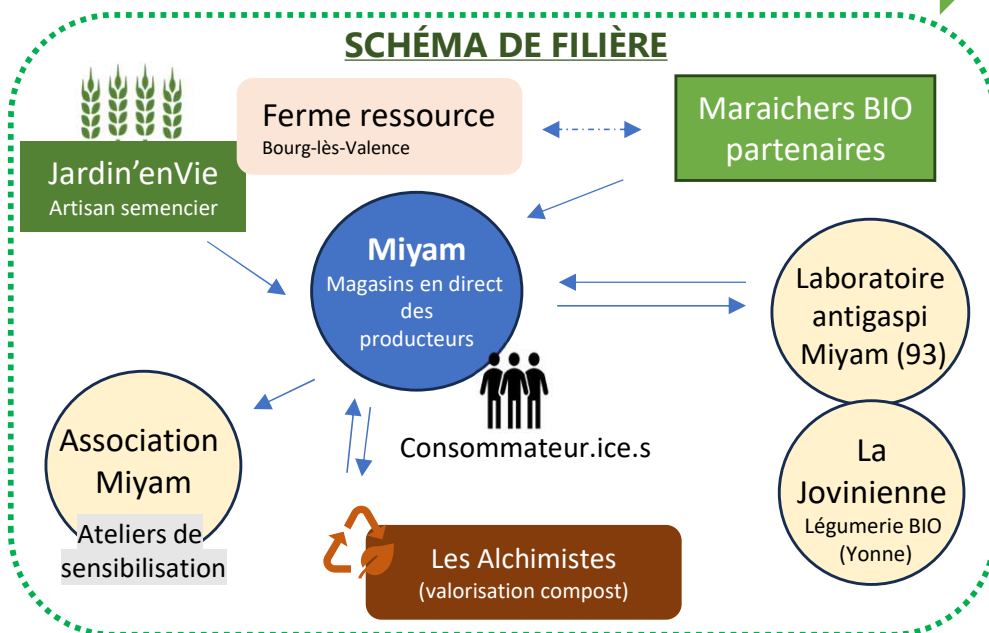 SCHÉMA DE FILIÈRE
Ferme ressource
Bourg-lès-Valence
Maraichers BIO
partenaires
Jardin’enVie
Artisan semencier
Miyam
Magasins en direct
des
producteurs
Laboratoire
antigaspi
Miyam (93)
Consommateur.ice.s
Association
Miyam
Ateliers de
sensibilisation
La
Jovinienne
Légumerie BIO
(Yonne)
Les Alchimistes
(valorisation compost)